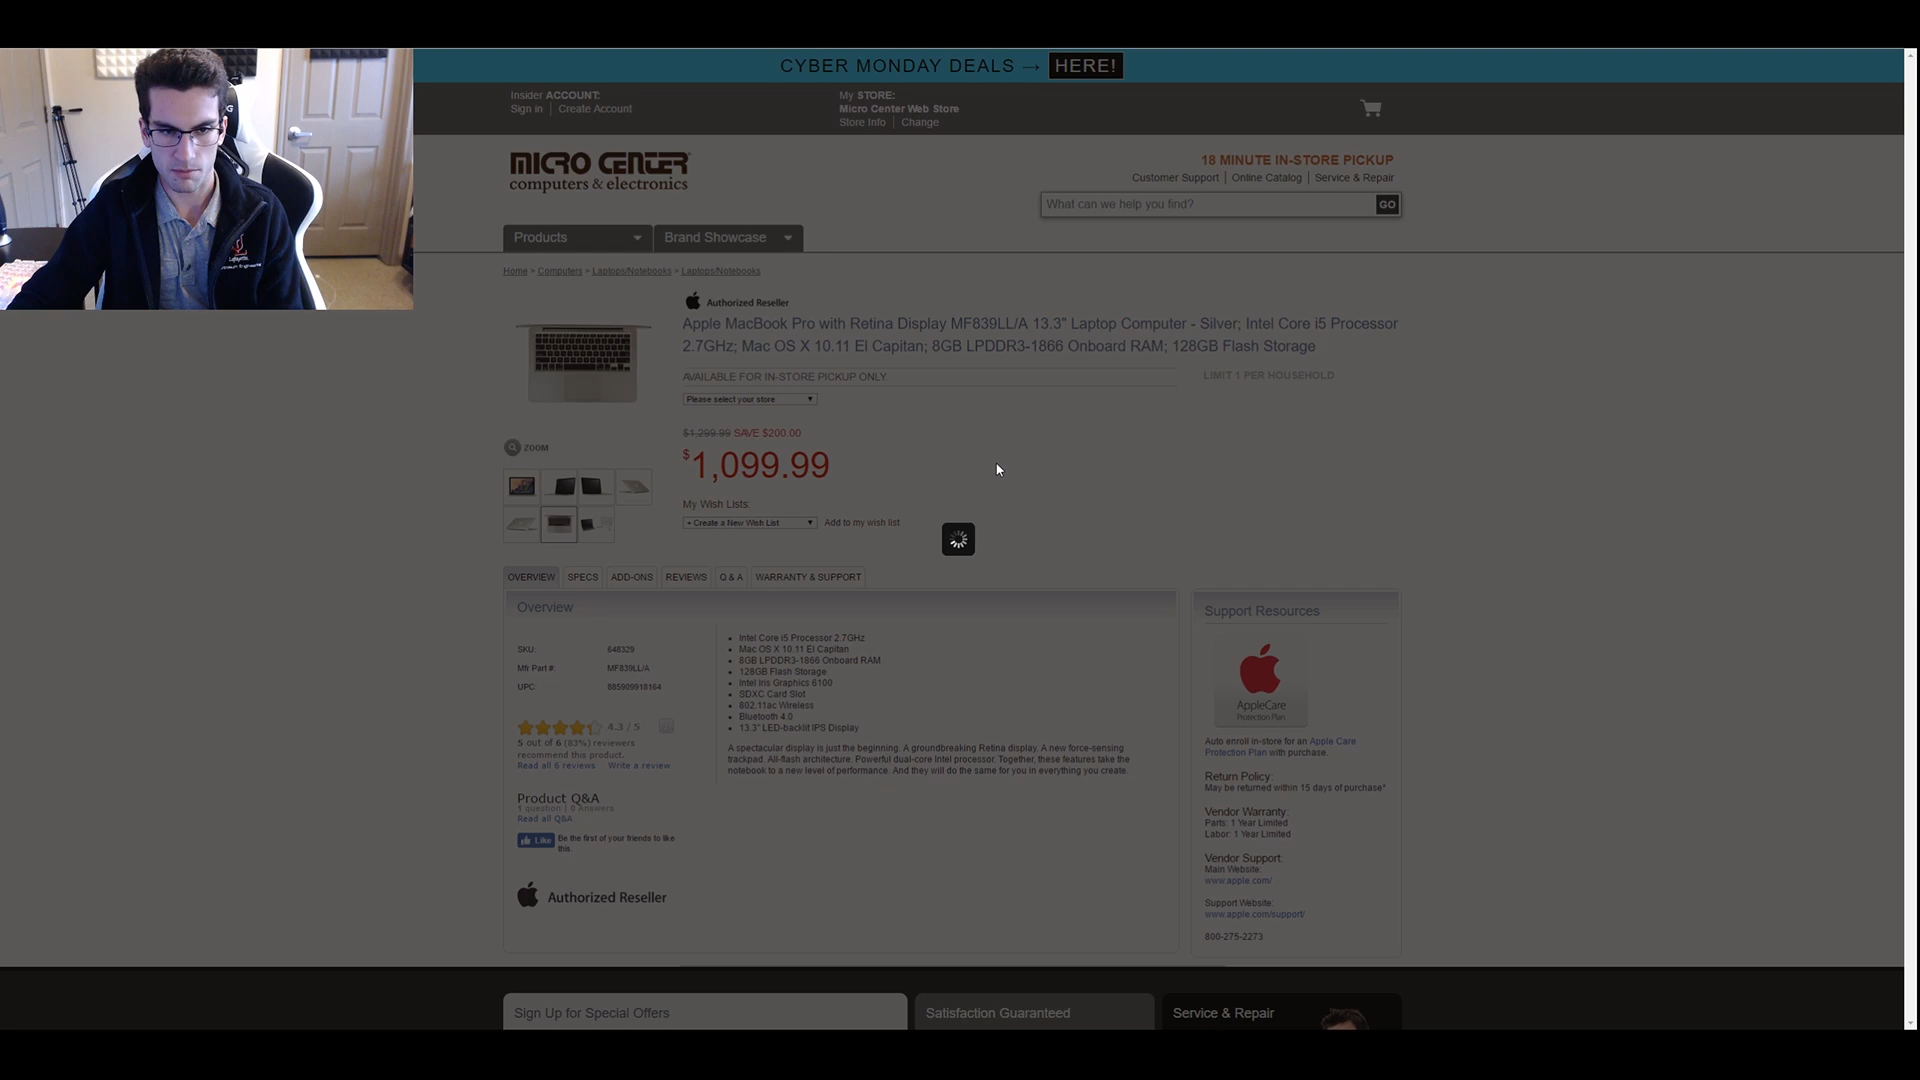 CYBER MONDAY DEALS → HERE!
Insider ACCOUNT:
Sign in | Create Account
My STORE:
Micro Center Web Store
Store Info | Change
MICRO CENTER
computers & electronics
18 MINUTE IN-STORE PICKUP
Customer Support | Online Catalog | Service & Repair
What can we help you find? GO
Products
Brand Showcase
Home > Computers > Laptops/Notebooks > Laptops/Notebooks
Authorized Reseller
Apple MacBook Pro with Retina Display MF839LL/A 13.3" Laptop Computer - Silver; Intel Core i5 Processor
2.7GHz; Mac OS X 10.11 El Capitan; 8GB LPDDR3-1866 Onboard RAM; 128GB Flash Storage
AVAILABLE FOR IN-STORE PICKUP ONLY.
LIMIT 1 PER HOUSEHOLD
Please select your store
$1,299.99 SAVE $200.00
$1,099.99
ZOOM
My Wish Lists:
+ Create a New Wish List
Add to my wish list
OVERVIEW
SPECS
ADD-ONS
REVIEWS
Q & A
WARRANTY & SUPPORT
Overview
SKU: 648329
Mfr Part #: MF839LL/A
UPC: 885909918164
4.3 / 5
5 out of 6 (83%) reviewers
recommend this product.
Read all 6 reviews Write a review
Product Q&A
1 question | 0 Answers
Read all Q&A
Like
Be the first of your friends to like
this.
Authorized Reseller
• Intel Core i5 Processor 2.7GHz
• Mac OS X 10.11 El Capitan
• 8GB LPDDR3-1866 Onboard RAM
• 128GB Flash Storage
• Intel Iris Graphics 6100
• SDXC Card Slot
• 802.11ac Wireless
• Bluetooth 4.0
• 13.3" LED-backlit IPS Display
A spectacular display is just the beginning. A groundbreaking Retina display. A new force-sensing
trackpad. All-flash architecture. Powerful dual-core Intel processor. Together, these features take the
notebook to a new level of performance. And they will do the same for you in everything you create.
Support Resources
AppleCare
Protection Plan
Auto enroll in-store for an Apple Care
Protection Plan with purchase.
Return Policy:
May be returned within 15 days of purchase*
Vendor Warranty:
Parts: 1 Year Limited
Labor: 1 Year Limited
Vendor Support:
Main Website:
www.apple.com/
Support Website:
www.apple.com/support/
800-275-2273
Sign Up for Special Offers
Satisfaction Guaranteed
Service & Repair